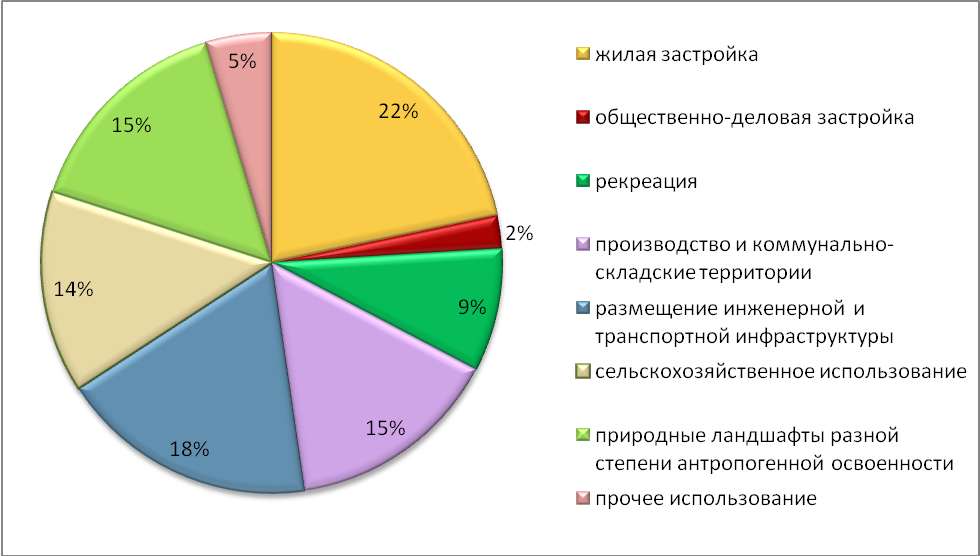 5%
22%
15%
2%
9%
14%
15%
18%
жилая застройка
общественно-деловая застройка
рекреация
производство и коммунально-
складские территории
размещение инженерной и
транспортной инфраструктуры
сельскохозяйственное использование
природные ландшафты разной
степени антропогенной освоенности
прочее использование